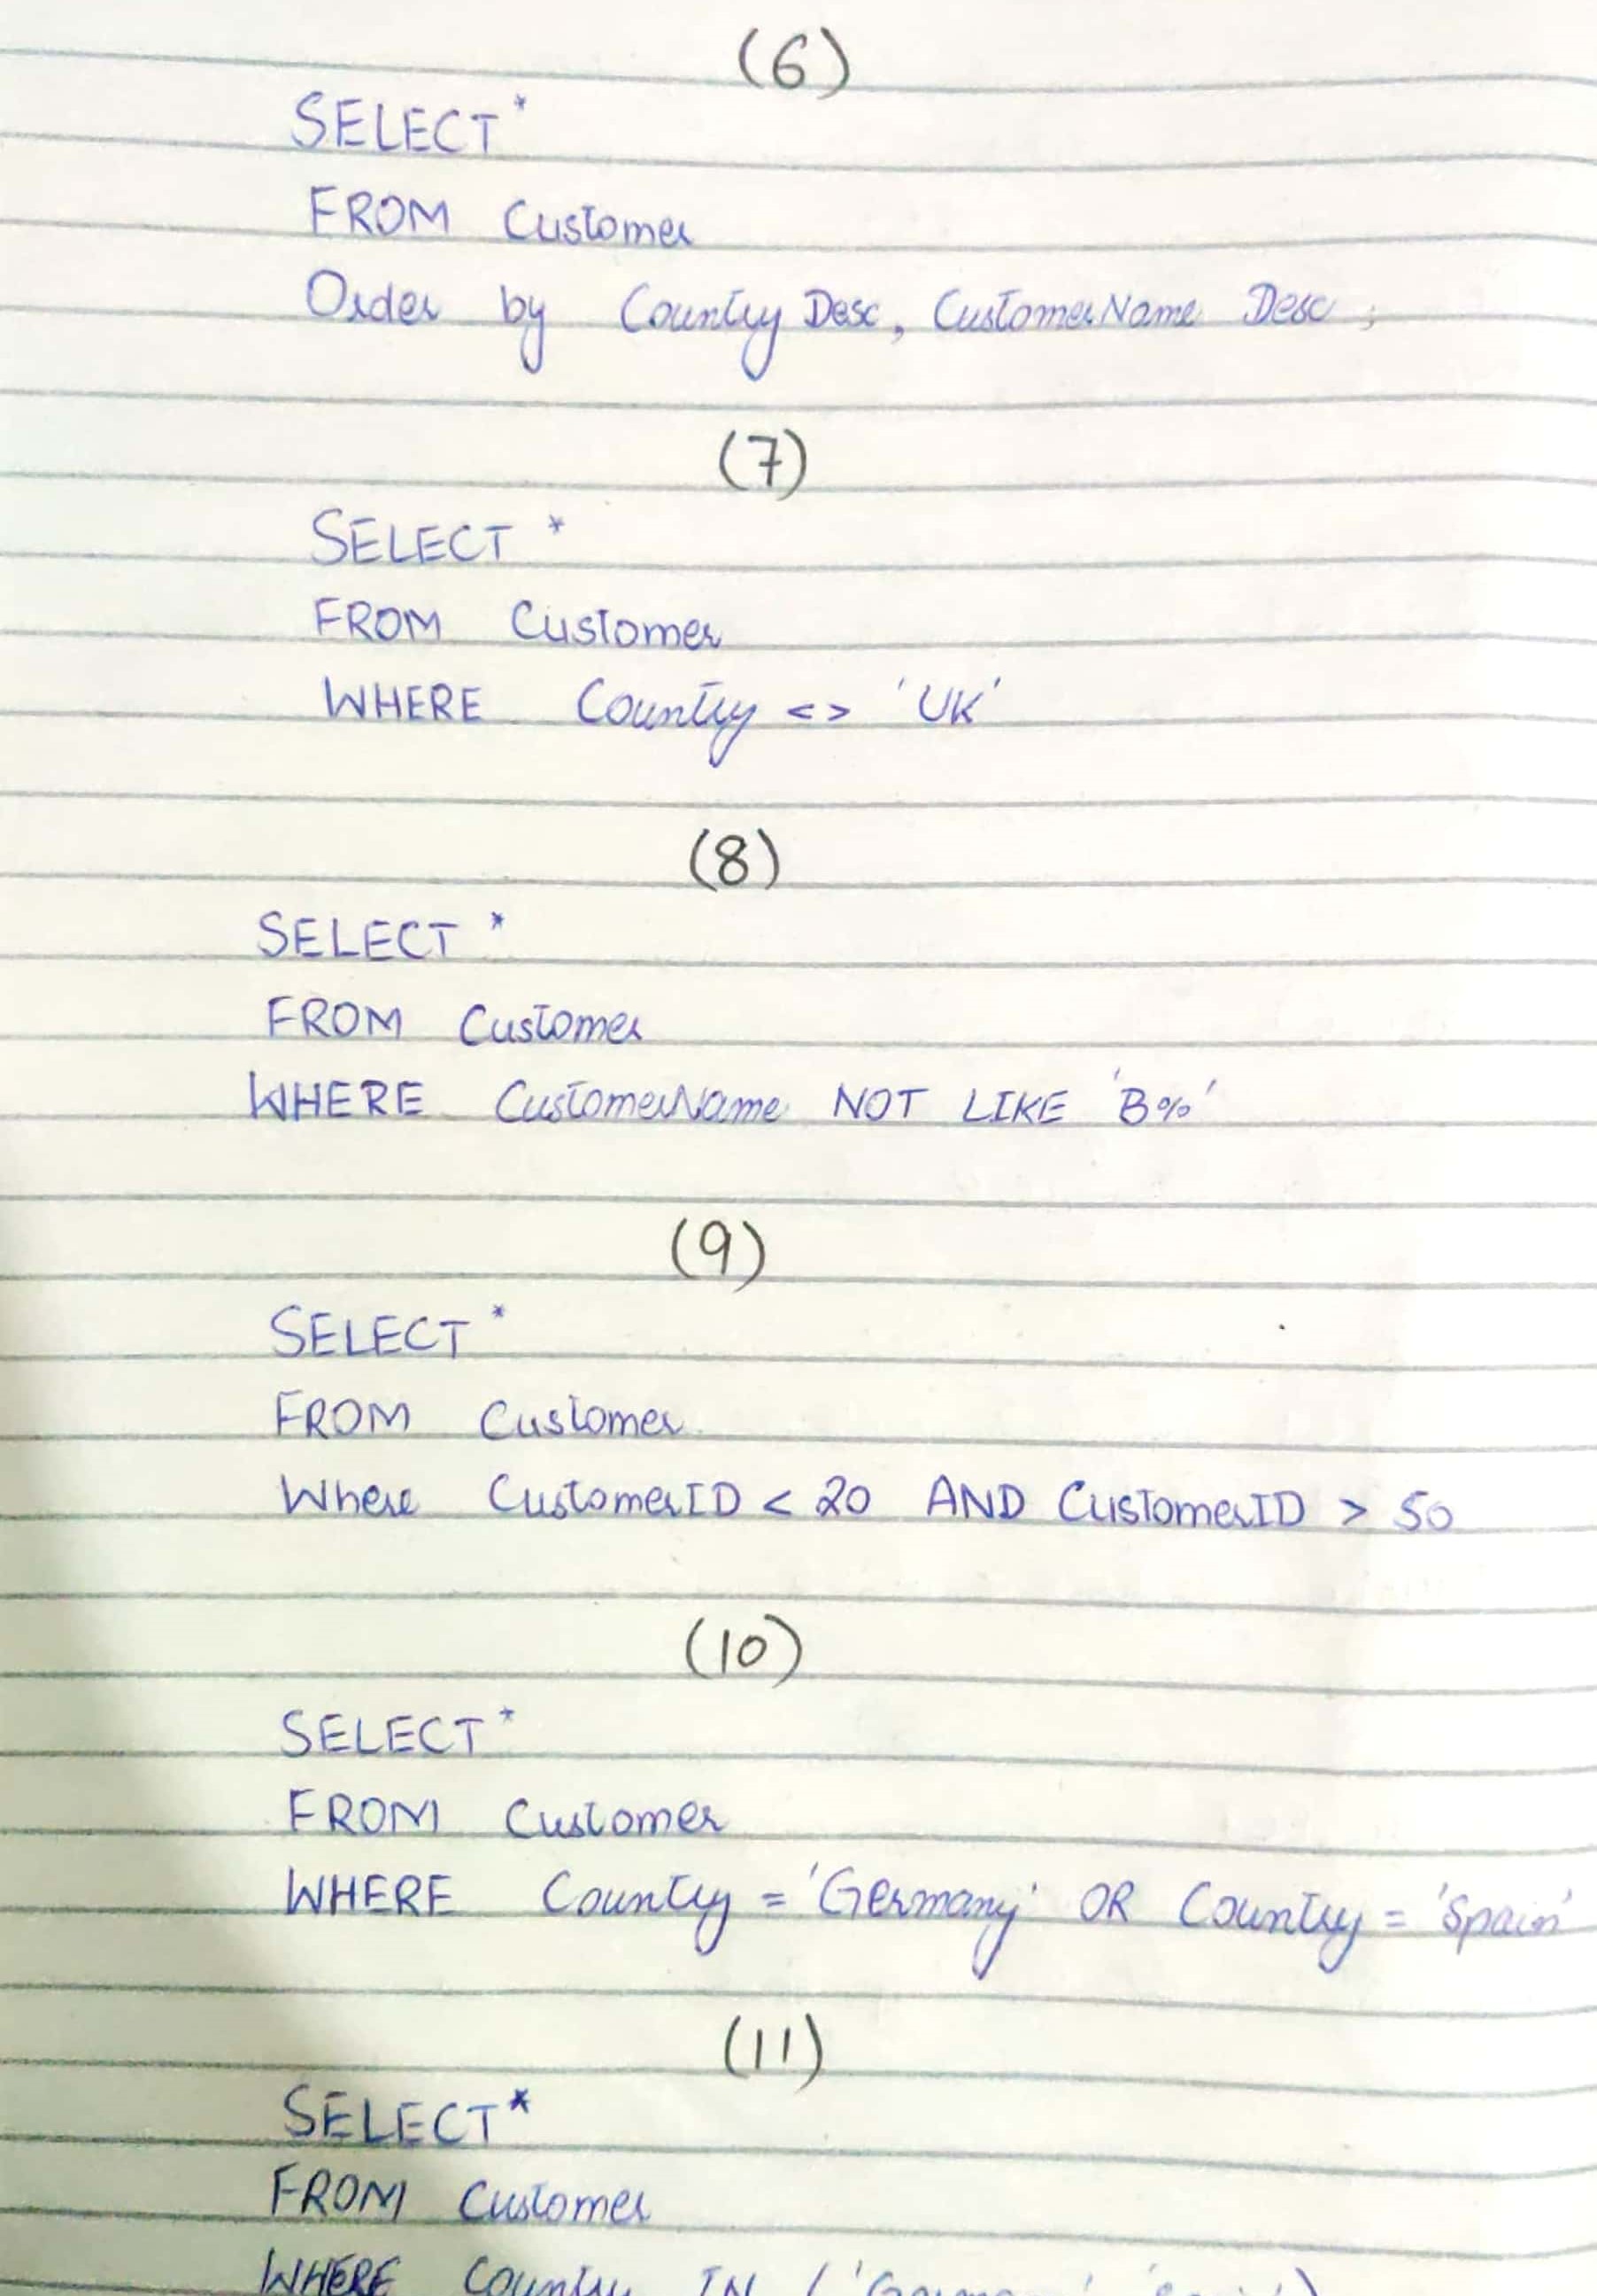 (6)
SELECT *
FROM Customer
Order by Country Desc, CustomerName Desc ;
(7)
SELECT *
FROM Customer
WHERE Country <> 'UK'
(8)
SELECT *
FROM Customer
WHERE CustomerName NOT LIKE 'B%'
(9)
SELECT *
FROM Customer
Where CustomerID < 20 AND CustomerID > 50
(10)
SELECT *
FROM Customer
WHERE Country = 'Germany' OR Country = 'Spain'
(11)
SELECT *
FROM Customer
WHERE Country IN ( 'Germany'